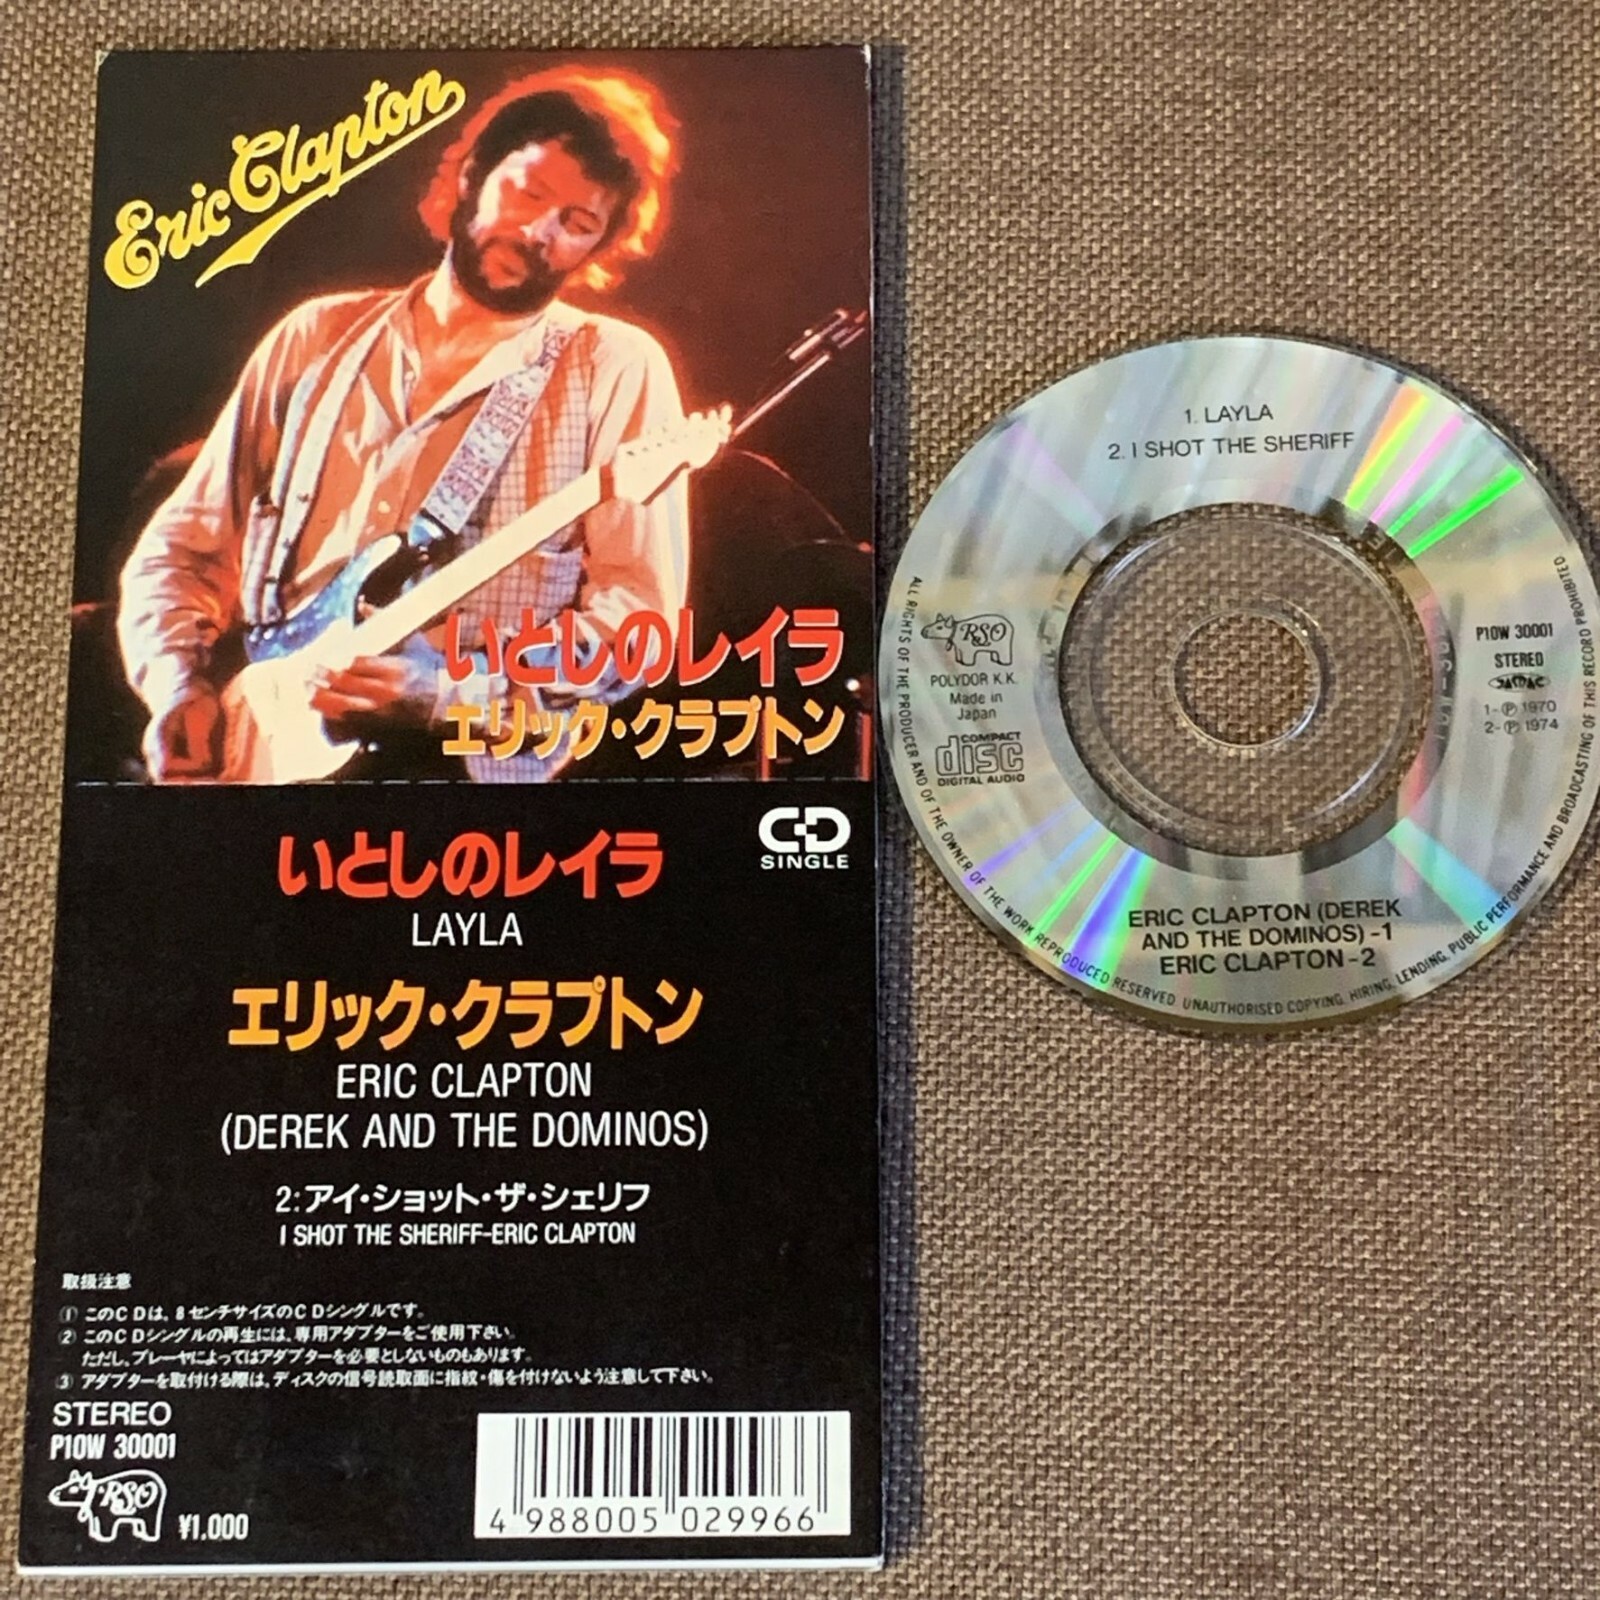 Eric Clapton
いとしのレイラ
エリック・クラプトン
CD
SINGLE
いとしのレイラ
LAYLA
エリック・クラプトン
ERIC CLAPTON
(DEREK AND THE DOMINOS)
2:アイ・ショット・ザ・シェリフ
I SHOT THE SHERIFF-ERIC CLAPTON
取扱注意
① このCDは、8センチサイズのCDシングルです。
② このCDシングルの再生には、専用アダプターをご使用下さい。
ただし、プレーヤによってはアダプターを必要としないものもあります。
③ アダプターを取付ける際は、ディスクの信号読取面に指紋・傷を付けないよう注意して下さい。
STEREO
P10W 30001
RSO
¥1,000
4 988005 029966
1. LAYLA
2. I SHOT THE SHERIFF
RSO
POLYDOR K.K.
Made in
Japan
COMPACT
disc
DIGITAL AUDIO
P10W 30001
STEREO
JASRAC
1-Ⓟ 1970
2-Ⓟ 1974
ERIC CLAPTON (DEREK
AND THE DOMINOS) -1
ERIC CLAPTON -2
ALL RIGHTS OF THE PRODUCER AND OF THE OWNER OF THE WORK REPRODUCED RESERVED. UNAUTHORISED COPYING, HIRING, LENDING, PUBLIC PERFORMANCE AND BROADCASTING OF THIS RECORD PROHIBITED